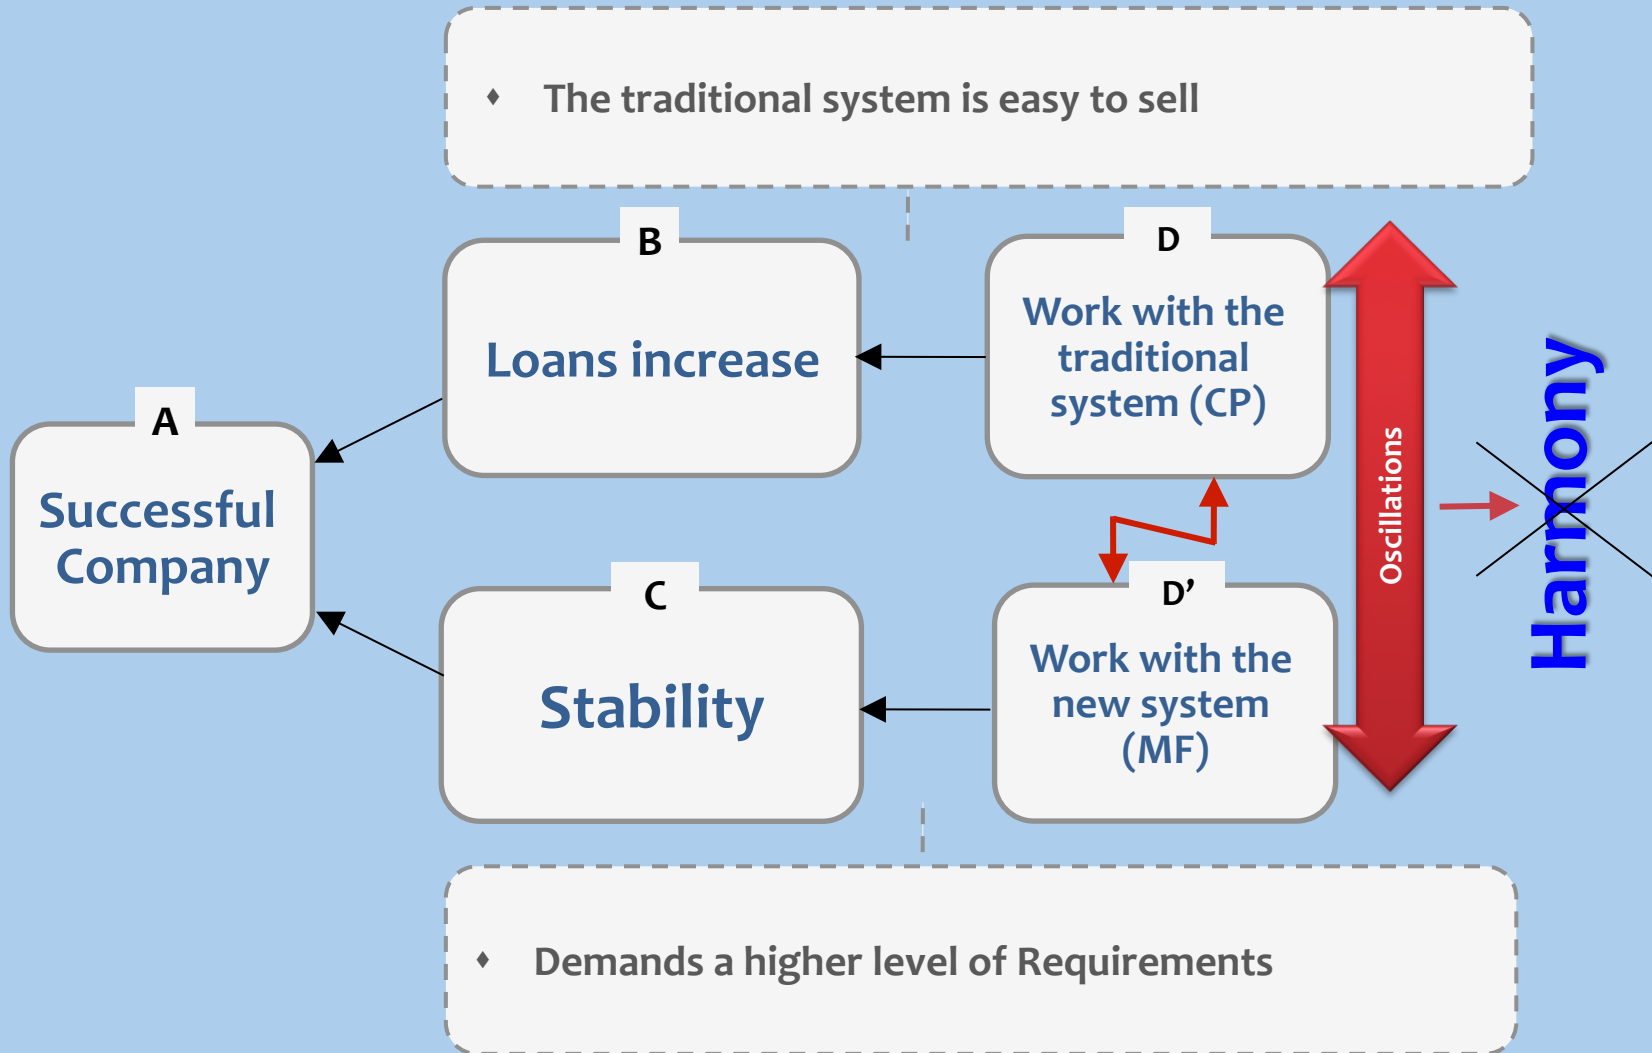 ♦ The traditional system is easy to sell
B
Loans increase
D
Work with the
traditional
system (CP)
A
Successful
Company
C
Stability
D’
Work with the
new system
(MF)
Oscillations
Harmony
♦ Demands a higher level of Requirements